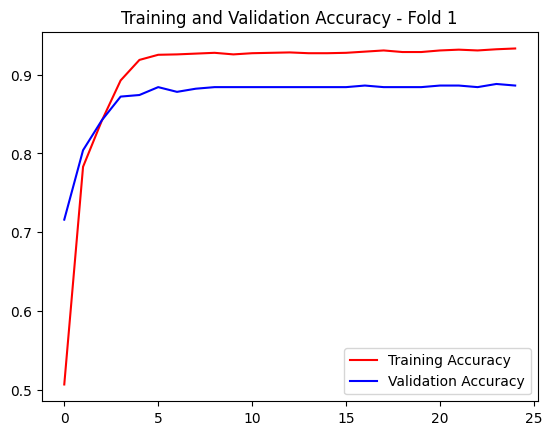 Training and Validation Accuracy - Fold 1
0.9
0.8
0.7
0.6
0.5
Training Accuracy
Validation Accuracy
0 5 10 15 20 25